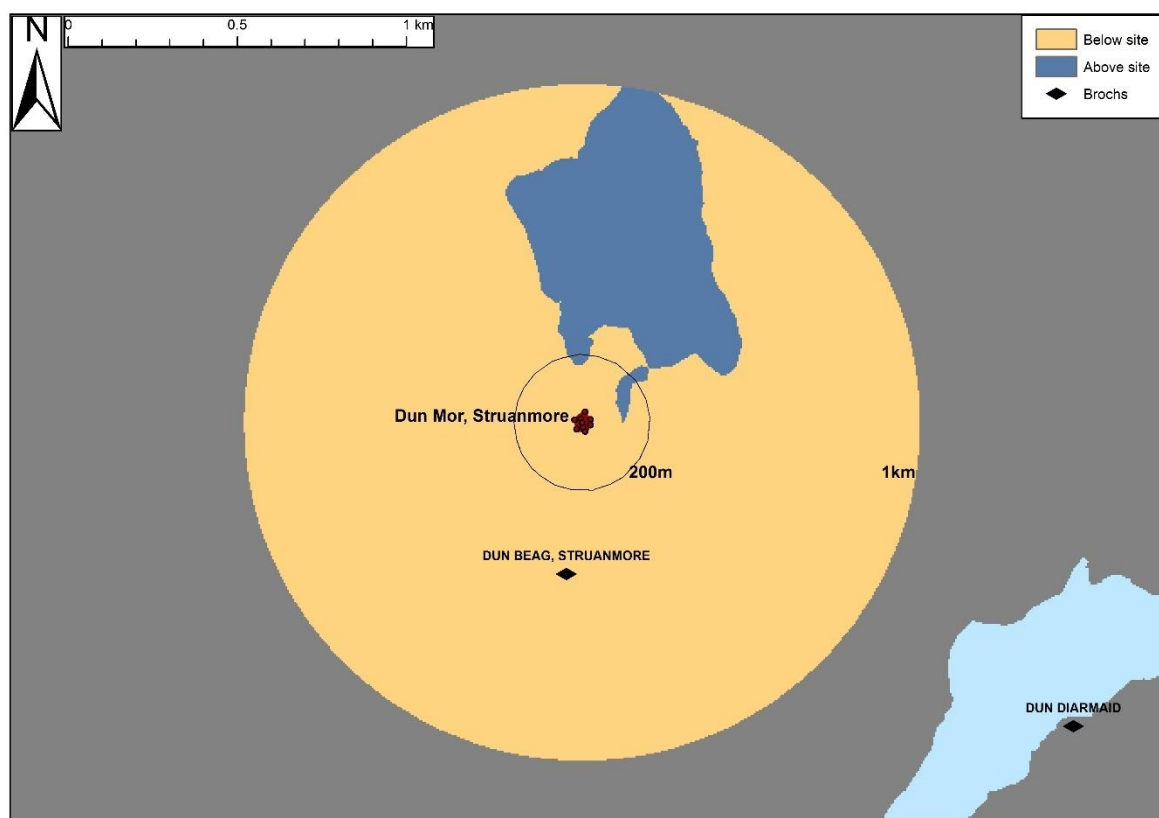 N
0 0.5 1 km
Below site
Above site
Brochs
Dun Mor, Struanmore
200m
1km
DUN BEAG, STRUANMORE
DUN DIARMAID